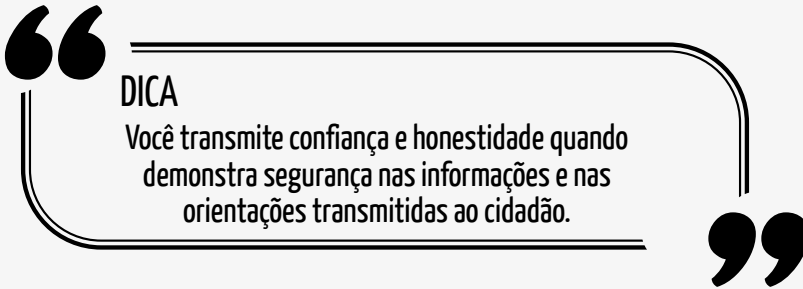 DICA
Você transmite confiança e honestidade quando
demonstra segurança nas informações e nas
orientações transmitidas ao cidadão.